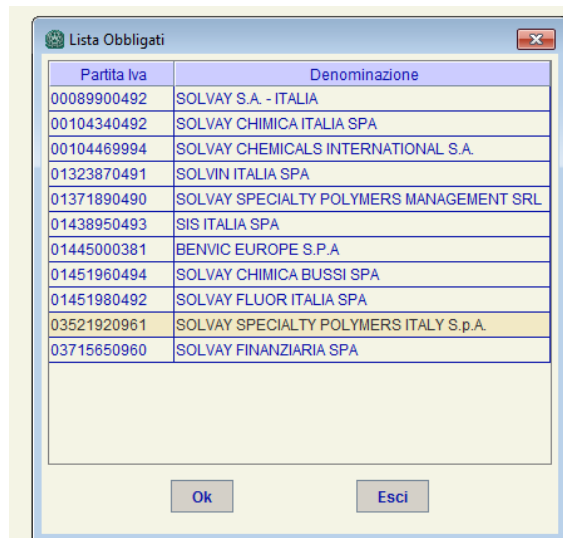 Lista Obbligati
Partita Iva Denominazione
00089900492 SOLVAY S.A. - ITALIA
00104340492 SOLVAY CHIMICA ITALIA SPA
00104469994 SOLVAY CHEMICALS INTERNATIONAL S.A.
01323870491 SOLVIN ITALIA SPA
01371890490 SOLVAY SPECIALTY POLYMERS MANAGEMENT SRL
01438950493 SIS ITALIA SPA
01445000381 BENVIC EUROPE S.P.A
01451960494 SOLVAY CHIMICA BUSSI SPA
01451980492 SOLVAY FLUOR ITALIA SPA
03521920961 SOLVAY SPECIALTY POLYMERS ITALY S.p.A.
03715650960 SOLVAY FINANZIARIA SPA
Ok Esci